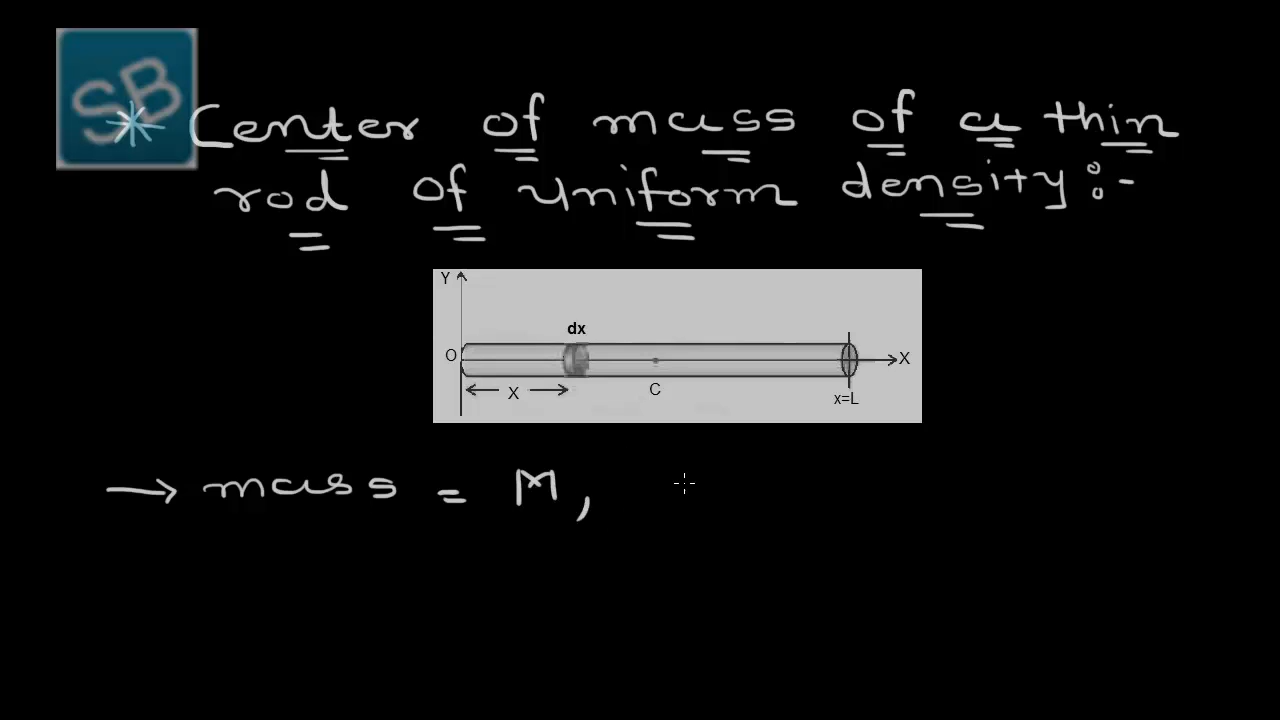 SB
* Center of mass of a thin
rod of uniform density :-
Y
dx
O
X
X
C
x=L
→ mass = M,